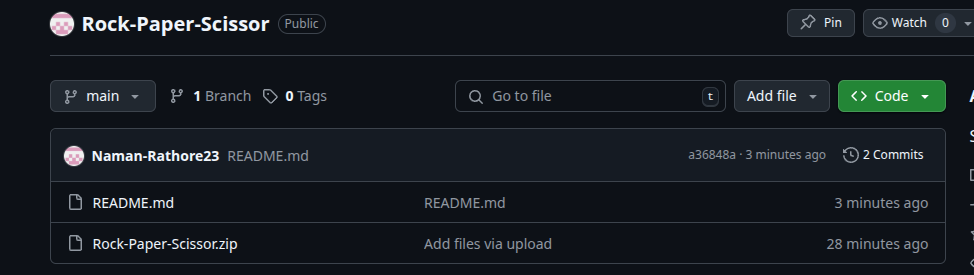 Rock-Paper-Scissor Public Pin Watch 0
main 1 Branch 0 Tags Go to file t Add file Code
Naman-Rathore23 README.md a36848a · 3 minutes ago 2 Commits
README.md README.md 3 minutes ago
Rock-Paper-Scissor.zip Add files via upload 28 minutes ago